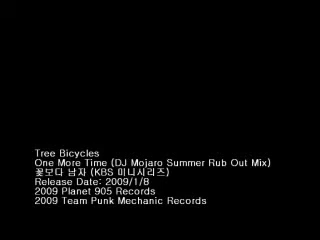 Tree Bicycles
One More Time (DJ Mojaro Summer Rub Out Mix)
꽃보다 남자 (KBS 미니시리즈)
Release Date: 2009/1/8
2009 Planet 905 Records
2009 Team Punk Mechanic Records